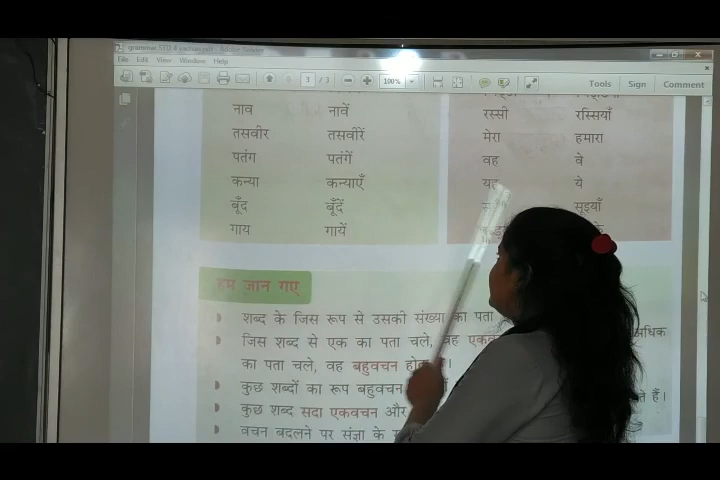 grammar STD 4 vachan.pdf - Adobe Reader
File Edit View Window Help
3 / 3 100% Tools Sign Comment
नाव नावें रस्सी रस्सियाँ
तसवीर तसवीरें मेरा हमारा
पतंग पतंगें वह वे
कन्या कन्याएँ यह ये
बूँद बूँदें सूइयाँ
गाय गायें
हम जान गए
शब्द के जिस रूप से उसकी संख्या का पता
जिस शब्द से एक का पता चले, वह अधिक
का पता चले, वह बहुवचन
कुछ शब्दों का रूप बहुवचन हैं।
कुछ शब्द सदा एकवचन और
वचन बदलने पर संज्ञा के